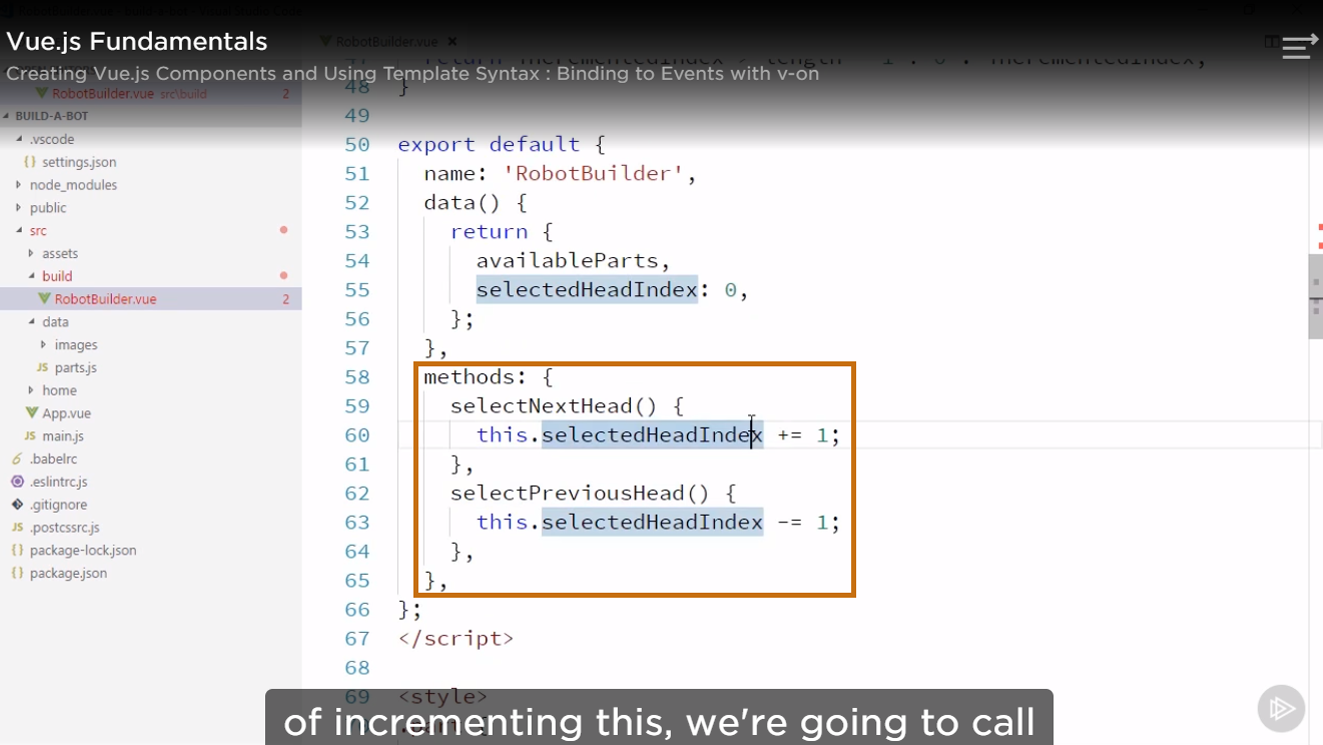 Vue.js Fundamentals
Creating Vue.js Components and Using Template Syntax : Binding to Events with v-on
RobotBuilder.vue
RobotBuilder.vue src\build 2
BUILD-A-BOT
.vscode
{} settings.json
node_modules
public
src
assets
build
RobotBuilder.vue 2
data
images
JS parts.js
home
App.vue
JS main.js
.babelrc
.eslintrc.js
.gitignore
JS .postcssrc.js
{} package-lock.json
{} package.json
48 }
49
50 export default {
51 name: 'RobotBuilder',
52 data() {
53 return {
54 availableParts,
55 selectedHeadIndex: 0,
56 };
57 },
58 methods: {
59 selectNextHead() {
60 this.selectedHeadIndex += 1;
61 },
62 selectPreviousHead() {
63 this.selectedHeadIndex -= 1;
64 },
65 },
66 };
67 </script>
68
69 <style>
of incrementing this, we're going to call